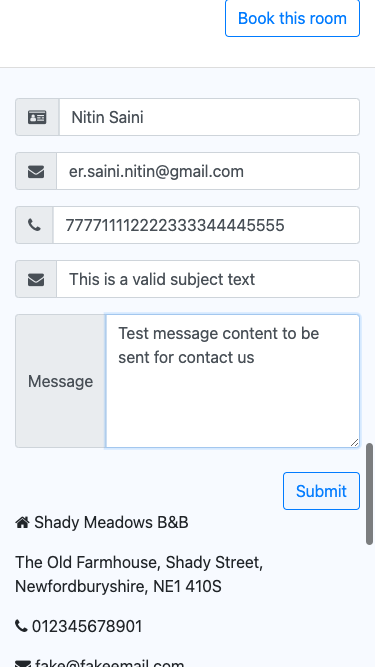 Book this room
Nitin Saini
er.saini.nitin@gmail.com
777711111222233334444555​5
This is a valid subject text
Message
Test message content to be
sent for contact us
Submit
Shady Meadows B&B
The Old Farmhouse, Shady Street,
Newfordburyshire, NE1 410S
012345678901
fake@fakeemail.com